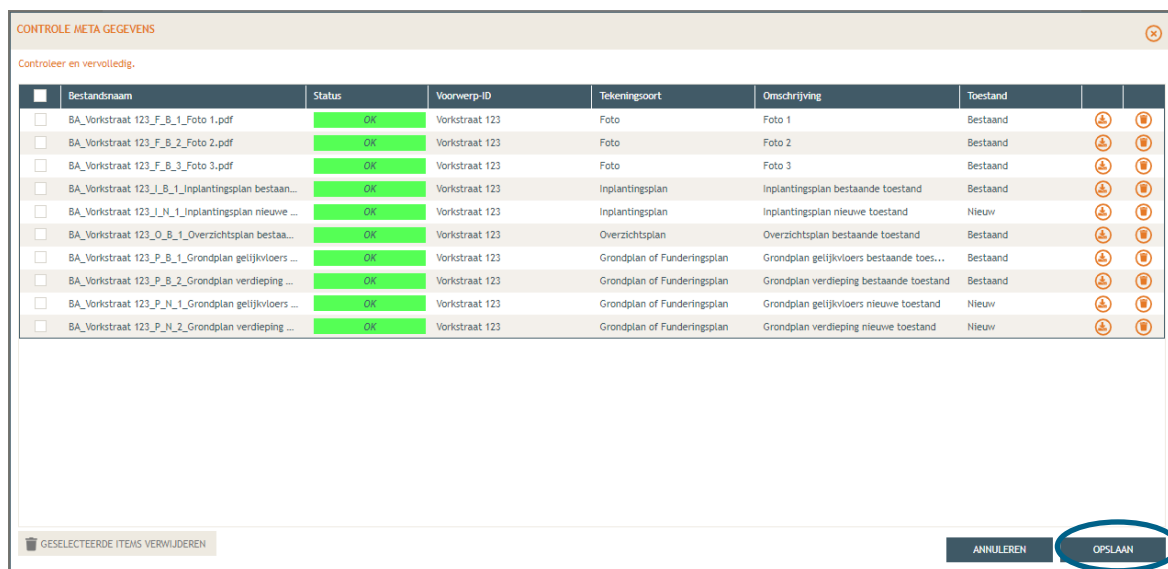 CONTROLE META GEGEVENS
Controleer en vervolledig.
Bestandsnaam Status Voorwerp-ID Tekeningsoort Omschrijving Toestand
BA_Vorkstraat 123_F_B_1_Foto 1.pdf OK Vorkstraat 123 Foto Foto 1 Bestaand
BA_Vorkstraat 123_F_B_2_Foto 2.pdf OK Vorkstraat 123 Foto Foto 2 Bestaand
BA_Vorkstraat 123_F_B_3_Foto 3.pdf OK Vorkstraat 123 Foto Foto 3 Bestaand
BA_Vorkstraat 123_I_B_1_Inplantingsplan bestaan... OK Vorkstraat 123 Inplantingsplan Inplantingsplan bestaande toestand Bestaand
BA_Vorkstraat 123_I_N_1_Inplantingsplan nieuwe ... OK Vorkstraat 123 Inplantingsplan Inplantingsplan nieuwe toestand Nieuw
BA_Vorkstraat 123_O_B_1_Overzichtsplan bestaa... OK Vorkstraat 123 Overzichtsplan Overzichtsplan bestaande toestand Bestaand
BA_Vorkstraat 123_P_B_1_Grondplan gelijkvloers ... OK Vorkstraat 123 Grondplan of Funderingsplan Grondplan gelijkvloers bestaande toes... Bestaand
BA_Vorkstraat 123_P_B_2_Grondplan verdieping ... OK Vorkstraat 123 Grondplan of Funderingsplan Grondplan verdieping bestaande toestand Bestaand
BA_Vorkstraat 123_P_N_1_Grondplan gelijkvloers ... OK Vorkstraat 123 Grondplan of Funderingsplan Grondplan gelijkvloers nieuwe toestand Nieuw
BA_Vorkstraat 123_P_N_2_Grondplan verdieping ... OK Vorkstraat 123 Grondplan of Funderingsplan Grondplan verdieping nieuwe toestand Nieuw
GESELECTEERDE ITEMS VERWIJDEREN ANNULEREN OPSLAAN